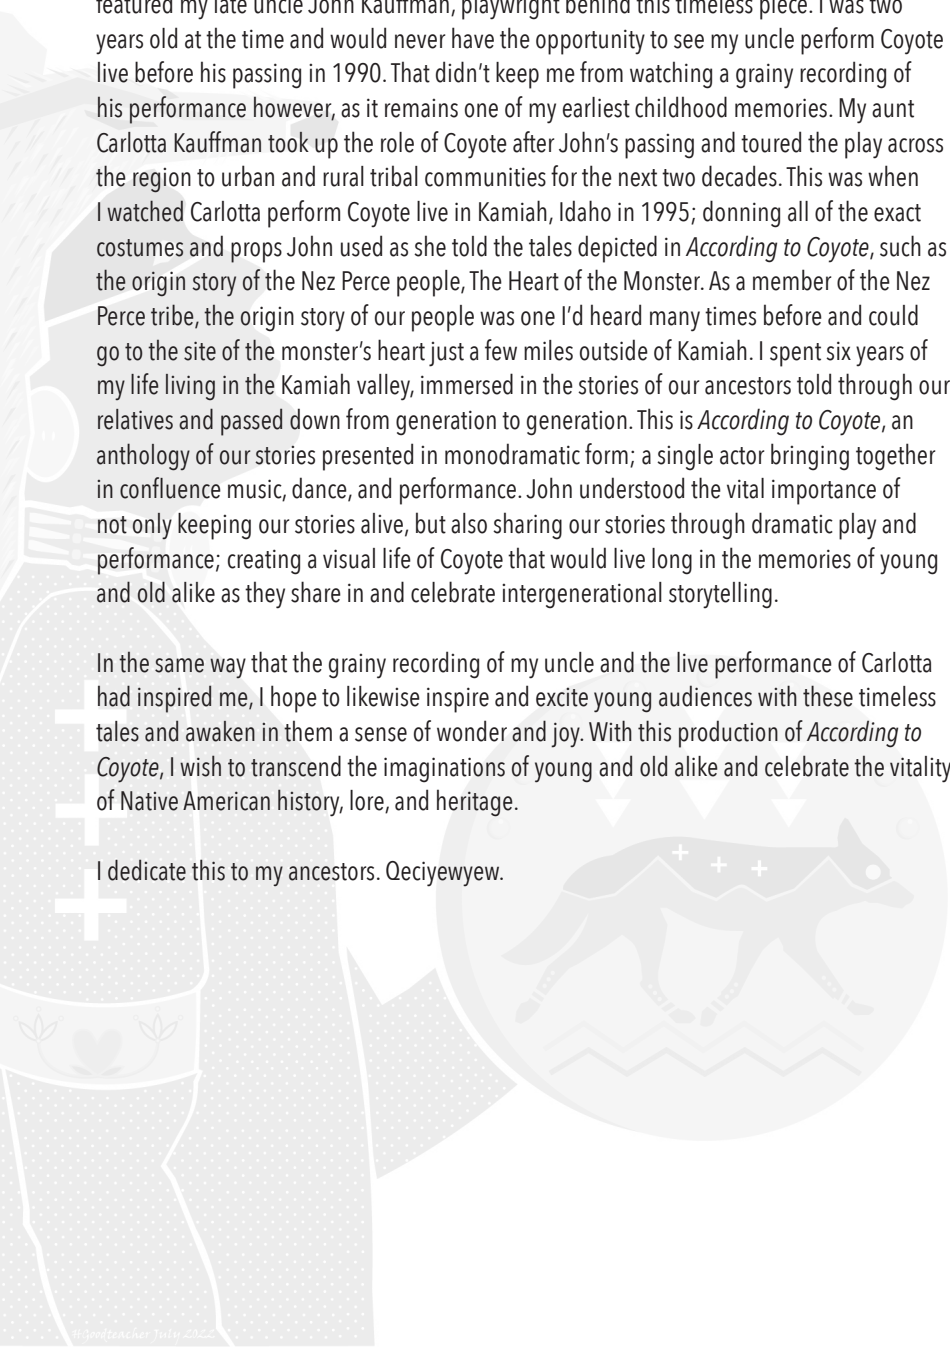 featured my late uncle John Kauffman, playwright behind this timeless piece. I was two
years old at the time and would never have the opportunity to see my uncle perform Coyote
live before his passing in 1990. That didn’t keep me from watching a grainy recording of
his performance however, as it remains one of my earliest childhood memories. My aunt
Carlotta Kauffman took up the role of Coyote after John’s passing and toured the play across
the region to urban and rural tribal communities for the next two decades. This was when
I watched Carlotta perform Coyote live in Kamiah, Idaho in 1995; donning all of the exact
costumes and props John used as she told the tales depicted in According to Coyote, such as
the origin story of the Nez Perce people, The Heart of the Monster. As a member of the Nez
Perce tribe, the origin story of our people was one I’d heard many times before and could
go to the site of the monster’s heart just a few miles outside of Kamiah. I spent six years of
my life living in the Kamiah valley, immersed in the stories of our ancestors told through our
relatives and passed down from generation to generation. This is According to Coyote, an
anthology of our stories presented in monodramatic form; a single actor bringing together
in confluence music, dance, and performance. John understood the vital importance of
not only keeping our stories alive, but also sharing our stories through dramatic play and
performance; creating a visual life of Coyote that would live long in the memories of young
and old alike as they share in and celebrate intergenerational storytelling.
In the same way that the grainy recording of my uncle and the live performance of Carlotta
had inspired me, I hope to likewise inspire and excite young audiences with these timeless
tales and awaken in them a sense of wonder and joy. With this production of According to
Coyote, I wish to transcend the imaginations of young and old alike and celebrate the vitality
of Native American history, lore, and heritage.
I dedicate this to my ancestors. Qeciyewyew.
July 2022